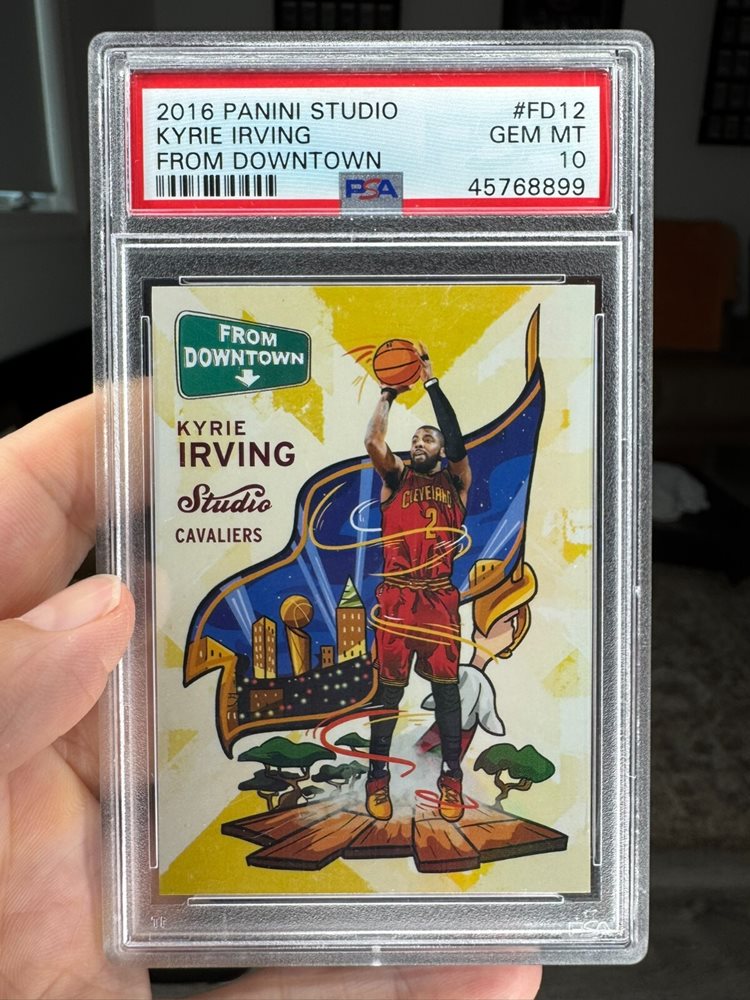 2016 PANINI STUDIO #FD12
KYRIE IRVING GEM MT
FROM DOWNTOWN 10
PSA 45768899
FROM
DOWNTOWN
KYRIE
IRVING
Studio
CAVALIERS
CLEVELAND
2
PSA